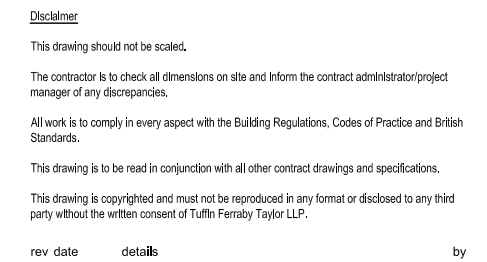 Disclaimer
This drawing should not be scaled.
The contractor is to check all dimensions on site and inform the contract administrator/project
manager of any discrepancies.
All work is to comply in every aspect with the Building Regulations, Codes of Practice and British
Standards.
This drawing is to be read in conjunction with all other contract drawings and specifications.
This drawing is copyrighted and must not be reproduced in any format or disclosed to any third
party without the written consent of Tuffin Ferraby Taylor LLP.
rev date details by